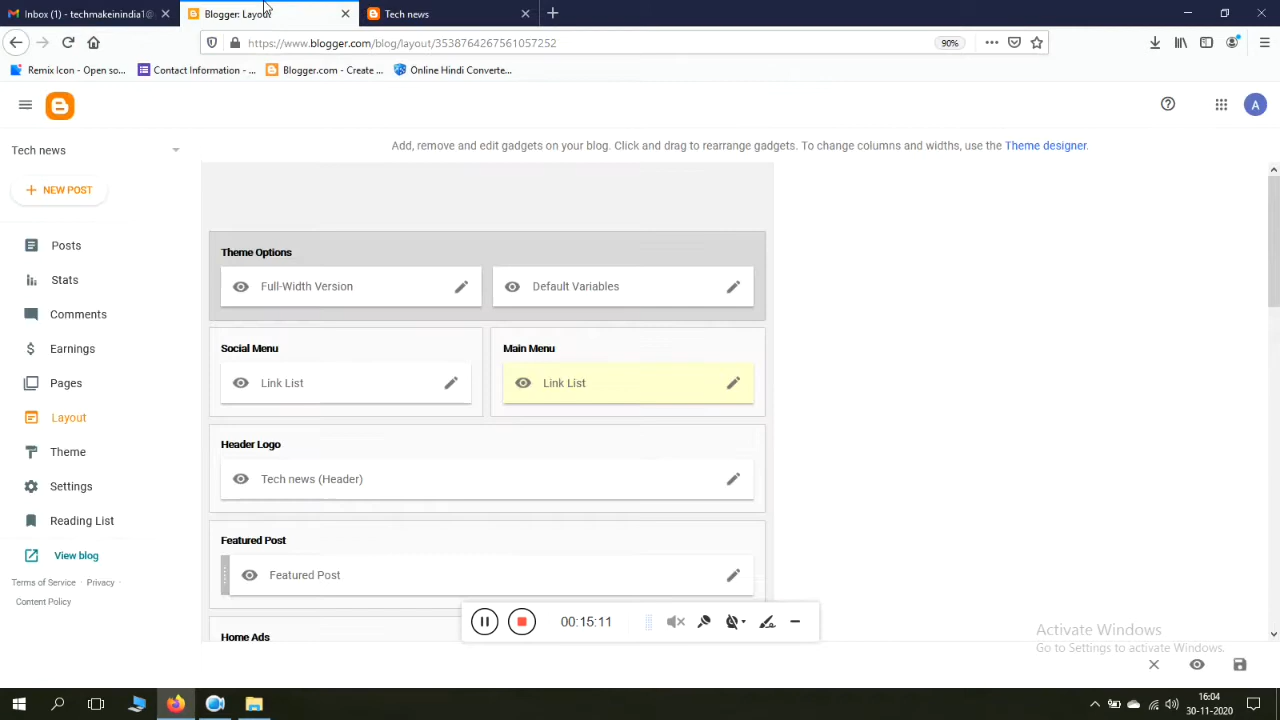 Inbox (1) - techmakeindia1@
Blogger: Layout
Tech news
https://www.blogger.com/blog/layout/3538764267561057252
90%
Remix Icon - Open so...
Contact Information - ...
Blogger.com - Create ...
Online Hindi Converte...
A
Tech news
Add, remove and edit gadgets on your blog. Click and drag to rearrange gadgets. To change columns and widths, use the Theme designer.
NEW POST
Posts
Stats
Comments
Earnings
Pages
Layout
Theme
Settings
Reading List
View blog
Terms of Service · Privacy ·
Content Policy
Theme Options
Full-Width Version
Default Variables
Social Menu
Main Menu
Link List
Link List
Header Logo
Tech news (Header)
Featured Post
Featured Post
Home Ads
00:15:11
Activate Windows
Go to Settings to activate Windows.
16:04
30-11-2020